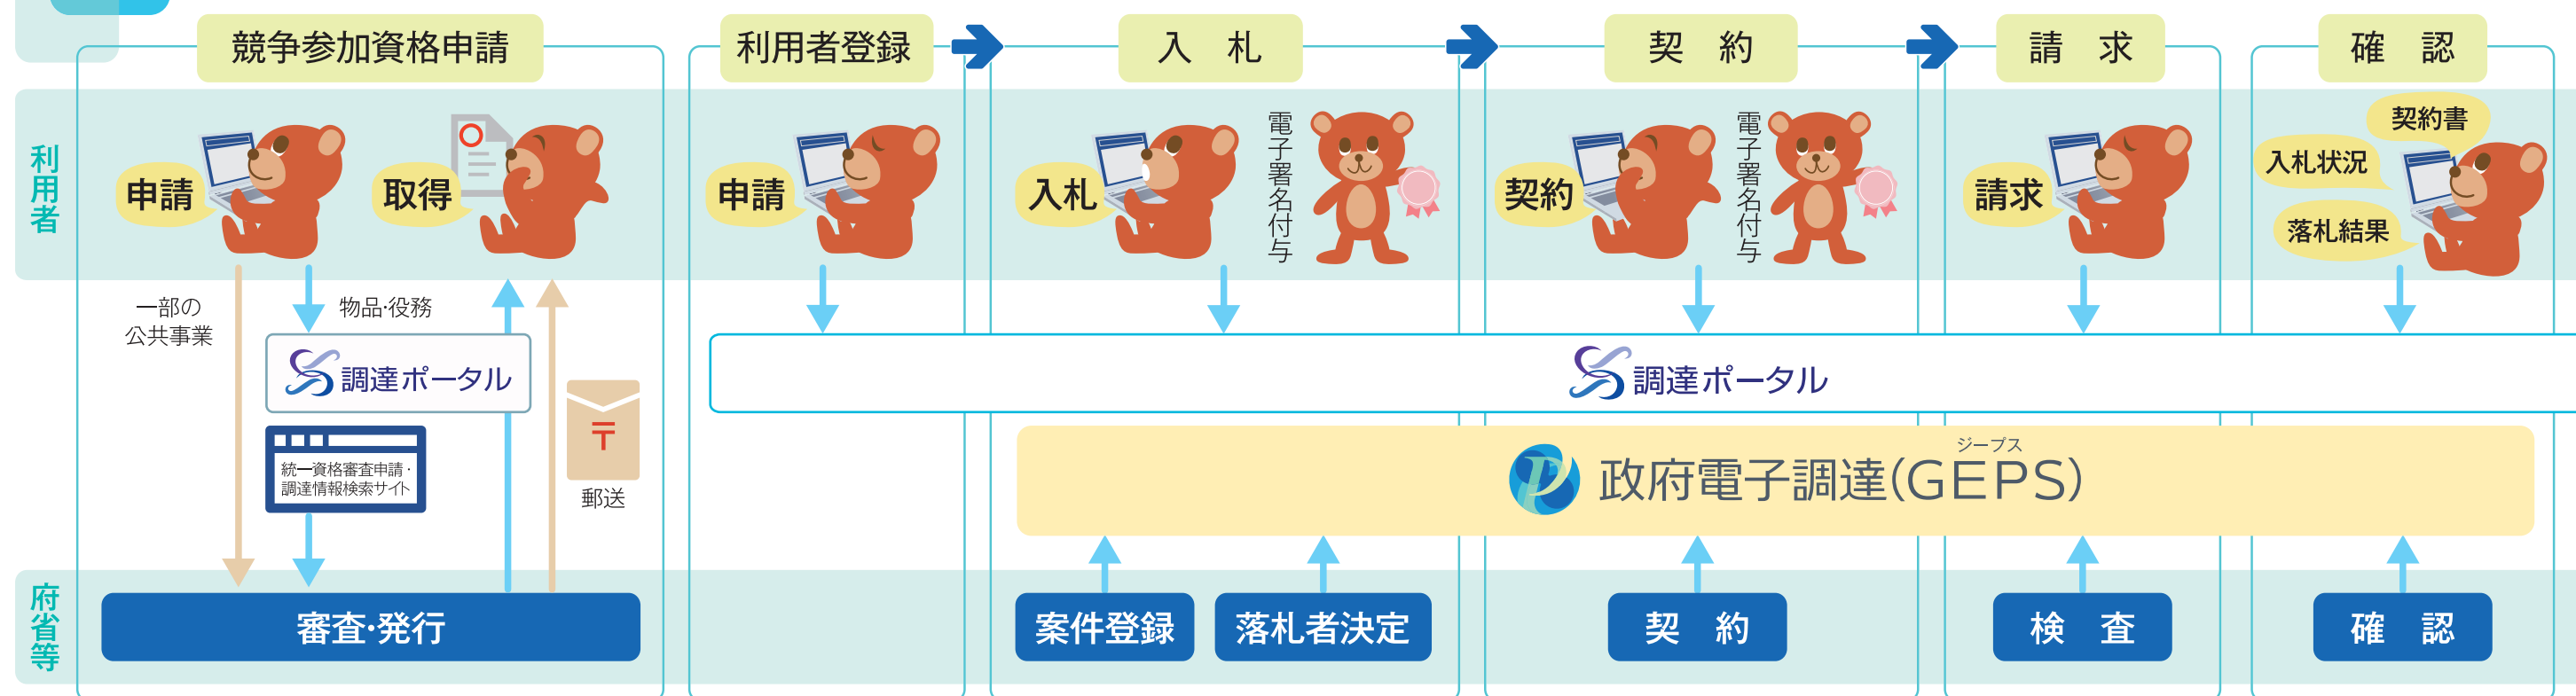 競争参加資格申請
利用者登録
入　札
契　約
請　求
確　認
利用者
申請
取得
申請
入札
電子署名付与
契約
電子署名付与
請求
契約書
入札状況
落札結果
一部の
公共事業
物品・役務
調達ポータル
調達ポータル
統一資格審査申請・
調達情報検索サイト
〒
郵送
ジープス
政府電子調達(GEPS)
府省等
審査・発行
案件登録
落札者決定
契　約
検　査
確　認